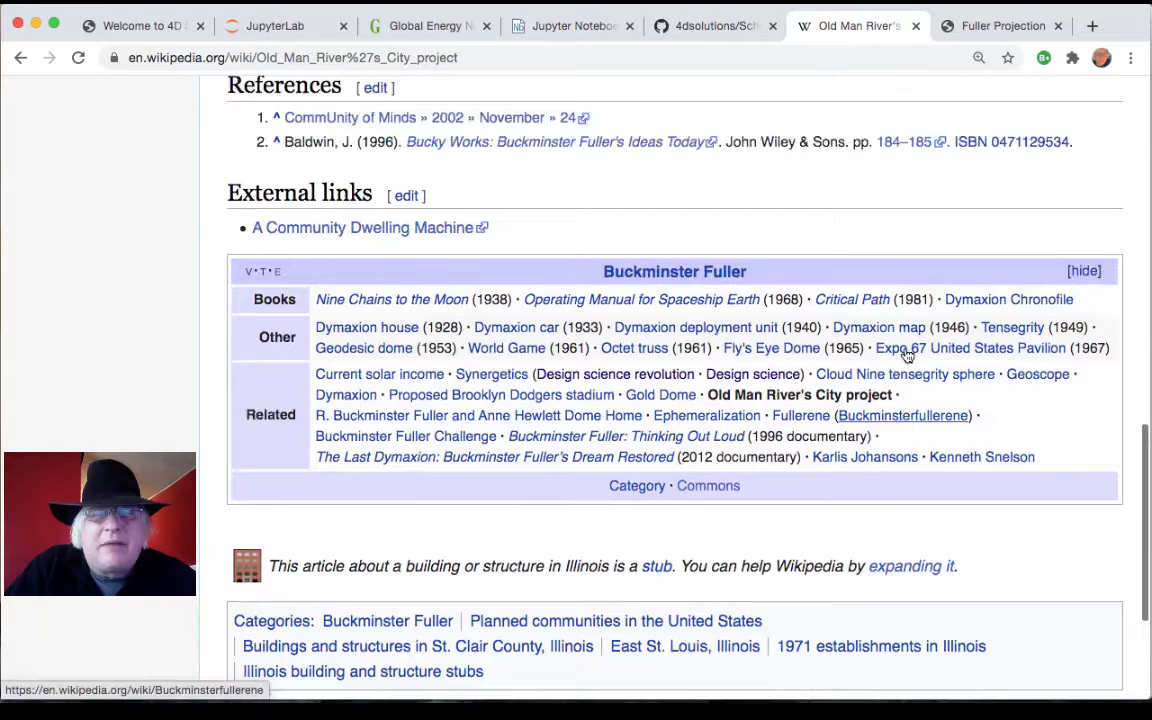 Welcome to 4D
JupyterLab
Global Energy N
Jupyter Noteboo
4dsolutions/Sch
Old Man River's
Fuller Projection
en.wikipedia.org/wiki/Old_Man_River%27s_City_project
References [ edit ]
1. ^ CommUnity of Minds » 2002 » November » 24
2. ^ Baldwin, J. (1996). Bucky Works: Buckminster Fuller's Ideas Today. John Wiley & Sons. pp. 184–185. ISBN 0471129534.
External links [ edit ]
• A Community Dwelling Machine
V·T·E Buckminster Fuller [hide]
Books Nine Chains to the Moon (1938) · Operating Manual for Spaceship Earth (1968) · Critical Path (1981) · Dymaxion Chronofile
Other Dymaxion house (1928) · Dymaxion car (1933) · Dymaxion deployment unit (1940) · Dymaxion map (1946) · Tensegrity (1949) ·
Geodesic dome (1953) · World Game (1961) · Octet truss (1961) · Fly's Eye Dome (1965) · Expo 67 United States Pavilion (1967)
Related Current solar income · Synergetics (Design science revolution · Design science) · Cloud Nine tensegrity sphere · Geoscope ·
Dymaxion · Proposed Brooklyn Dodgers stadium · Gold Dome · Old Man River's City project ·
R. Buckminster Fuller and Anne Hewlett Dome Home · Ephemeralization · Fullerene (Buckminsterfullerene) ·
Buckminster Fuller Challenge · Buckminster Fuller: Thinking Out Loud (1996 documentary) ·
The Last Dymaxion: Buckminster Fuller's Dream Restored (2012 documentary) · Karlis Johansons · Kenneth Snelson
Category · Commons
This article about a building or structure in Illinois is a stub. You can help Wikipedia by expanding it.
Categories: Buckminster Fuller | Planned communities in the United States
| Buildings and structures in St. Clair County, Illinois | East St. Louis, Illinois | 1971 establishments in Illinois
| Illinois building and structure stubs
https://en.wikipedia.org/wiki/Buckminsterfullerene